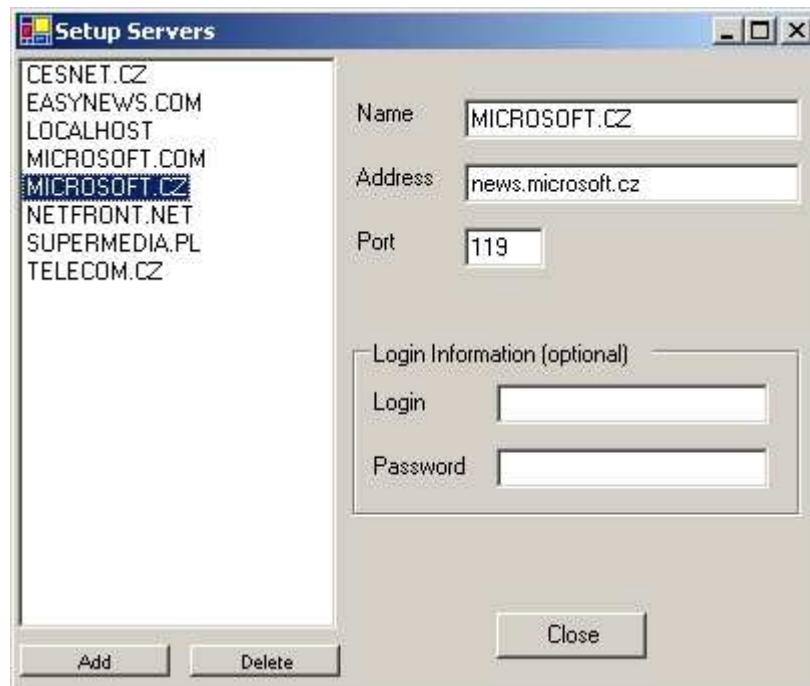 Setup Servers
CESNET.CZ
EASYNEWS.COM
LOCALHOST
MICROSOFT.COM
MICROSOFT.CZ
NETFRONT.NET
SUPERMEDIA.PL
TELECOM.CZ
Add
Delete
Name
MICROSOFT.CZ
Address
news.microsoft.cz
Port
119
Login Information (optional)
Login
Password
Close